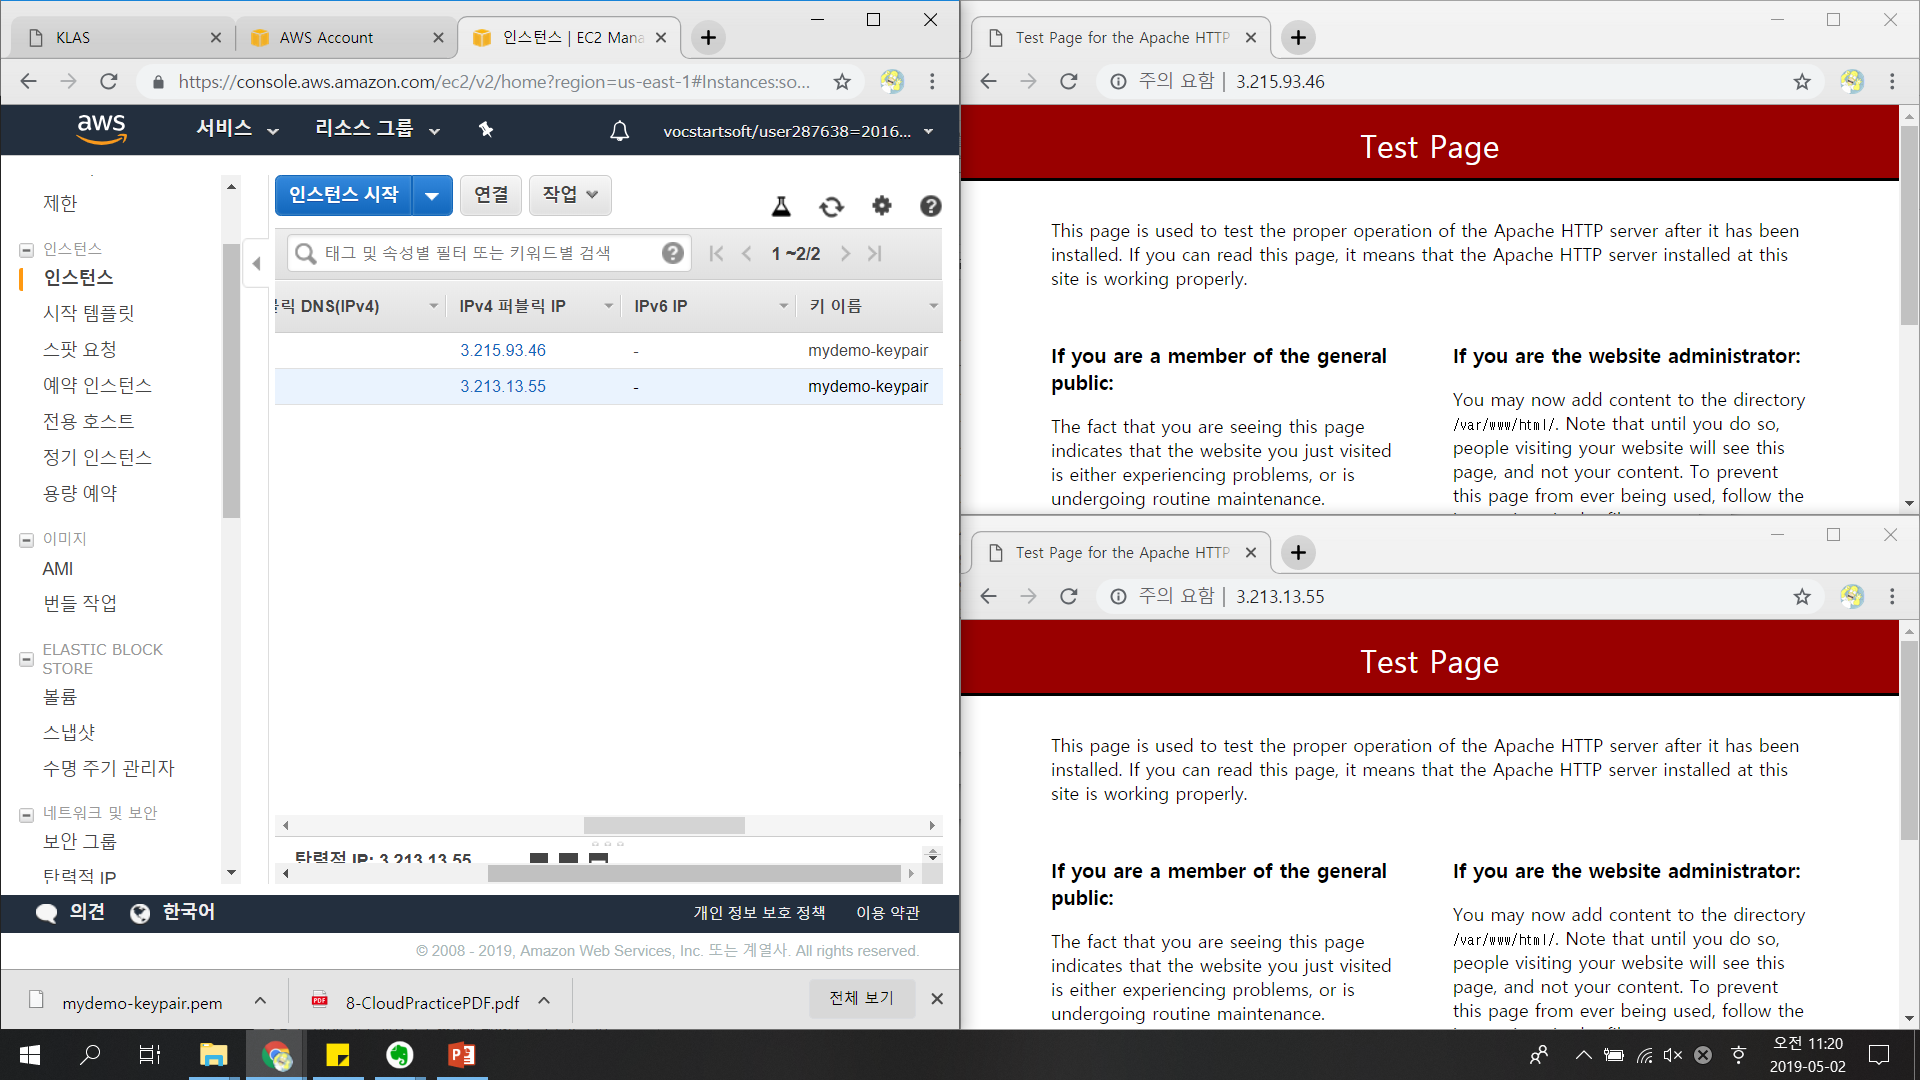 KLAS
AWS Account
인스턴스 | EC2 Mana
https://console.aws.amazon.com/ec2/v2/home?region=us-east-1#Instances:so...
aws
서비스
리소스 그룹
vocstartsoft/user287638=2016...
제한
인스턴스
인스턴스
시작 템플릿
스팟 요청
예약 인스턴스
전용 호스트
정기 인스턴스
용량 예약
이미지
AMI
번들 작업
ELASTIC BLOCK
STORE
볼륨
스냅샷
수명 주기 관리자
네트워크 및 보안
보안 그룹
탄력적 IP
인스턴스 시작
연결
작업
태그 및 속성별 필터 또는 키워드별 검색
1 ~2/2
릭 DNS(IPv4)
IPv4 퍼블릭 IP
IPv6 IP
키 이름
3.215.93.46
-
mydemo-keypair
3.213.13.55
-
mydemo-keypair
탄력적 IP: 3.213.13.55
의견
한국어
개인 정보 보호 정책
이용 약관
© 2008 - 2019, Amazon Web Services, Inc. 또는 계열사. All rights reserved.
mydemo-keypair.pem
PDF
8-CloudPracticePDF.pdf
전체 보기
Test Page for the Apache HTTP
주의 요함 | 3.215.93.46
Test Page
This page is used to test the proper operation of the Apache HTTP server after it has been
installed. If you can read this page, it means that the Apache HTTP server installed at this
site is working properly.
If you are a member of the general
public:
The fact that you are seeing this page
indicates that the website you just visited
is either experiencing problems, or is
undergoing routine maintenance.
If you are the website administrator:
You may now add content to the directory
/var/www/html/. Note that until you do so,
people visiting your website will see this
page, and not your content. To prevent
this page from ever being used, follow the
Test Page for the Apache HTTP
주의 요함 | 3.213.13.55
Test Page
This page is used to test the proper operation of the Apache HTTP server after it has been
installed. If you can read this page, it means that the Apache HTTP server installed at this
site is working properly.
If you are a member of the general
public:
The fact that you are seeing this page
indicates that the website you just visited
is either experiencing problems, or is
undergoing routine maintenance.
If you are the website administrator:
You may now add content to the directory
/var/www/html/. Note that until you do so,
people visiting your website will see this
page, and not your content. To prevent
this page from ever being used, follow the
오전 11:20
2019-05-02